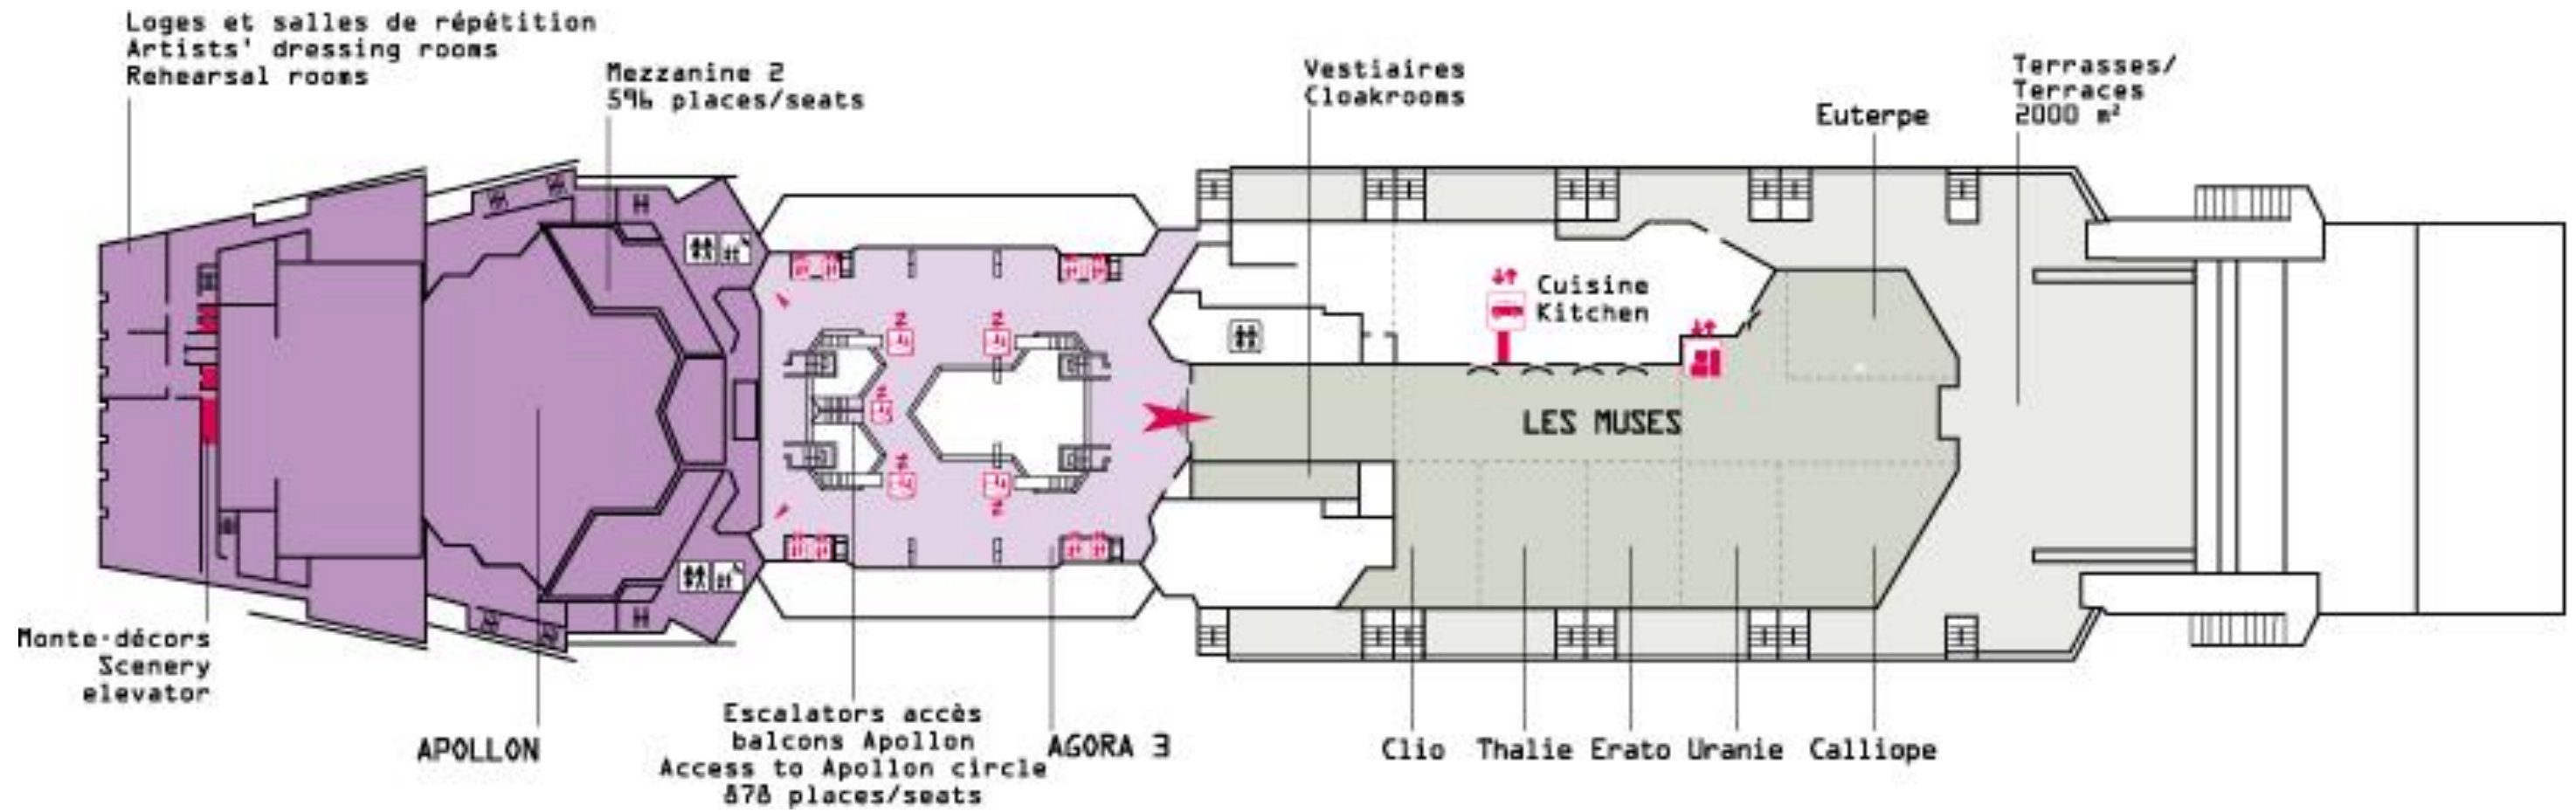 Loges et salles de répétition
Artists' dressing rooms
Rehearsal rooms
Mezzanine 2
596 places/seats
Vestiaires
Cloakrooms
Euterpe
Terrasses/
Terraces
2000 m²
Cuisine
Kitchen
LES MUSES
Monte-décors
Scenery
elevator
APOLLON
Escalators accès
balcons Apollon
Access to Apollon circle
878 places/seats
AGORA 3
Clio
Thalie
Erato
Uranie
Calliope